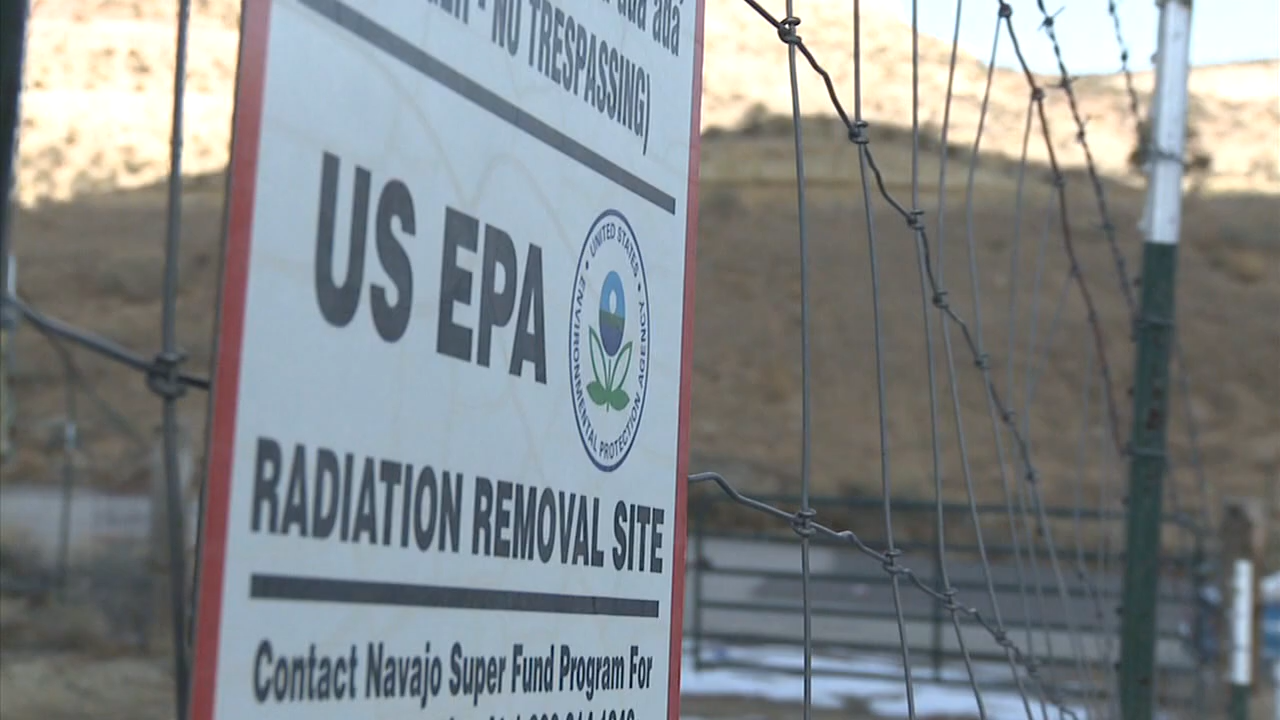 NO TRESPASSING)
US EPA
UNITED STATES
ENVIRONMENTAL PROTECTION AGENCY
RADIATION REMOVAL SITE
Contact Navajo Super Fund Program For